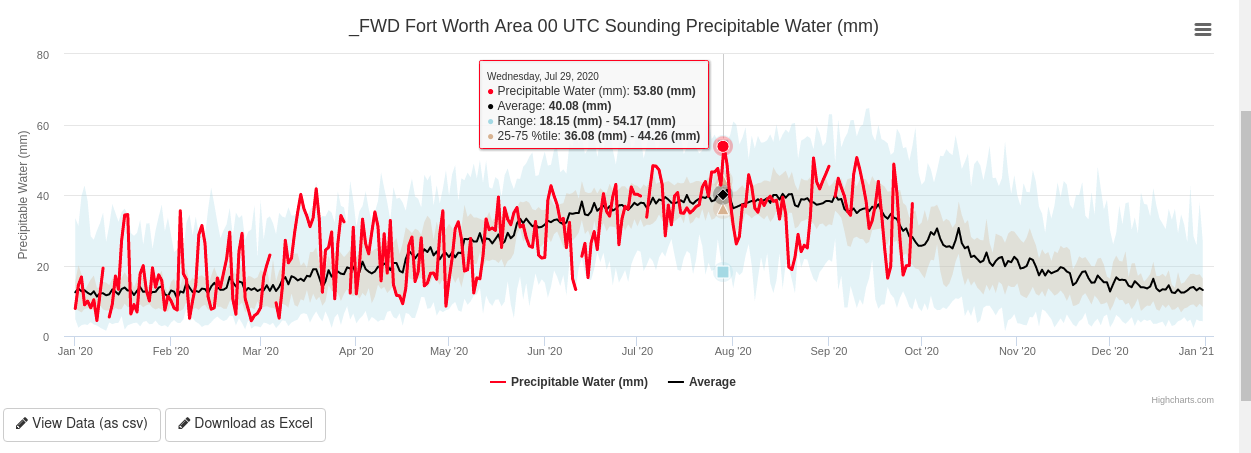 _FWD Fort Worth Area 00 UTC Sounding Precipitable Water (mm)
Precipitable Water (mm)
80
60
40
20
0
Wednesday, Jul 29, 2020
● Precipitable Water (mm): 53.80 (mm)
● Average: 40.08 (mm)
● Range: 18.15 (mm) - 54.17 (mm)
● 25-75 %tile: 36.08 (mm) - 44.26 (mm)
Jan '20 Feb '20 Mar '20 Apr '20 May '20 Jun '20 Jul '20 Aug '20 Sep '20 Oct '20 Nov '20 Dec '20 Jan '21
Precipitable Water (mm) Average
Highcharts.com
View Data (as csv) Download as Excel